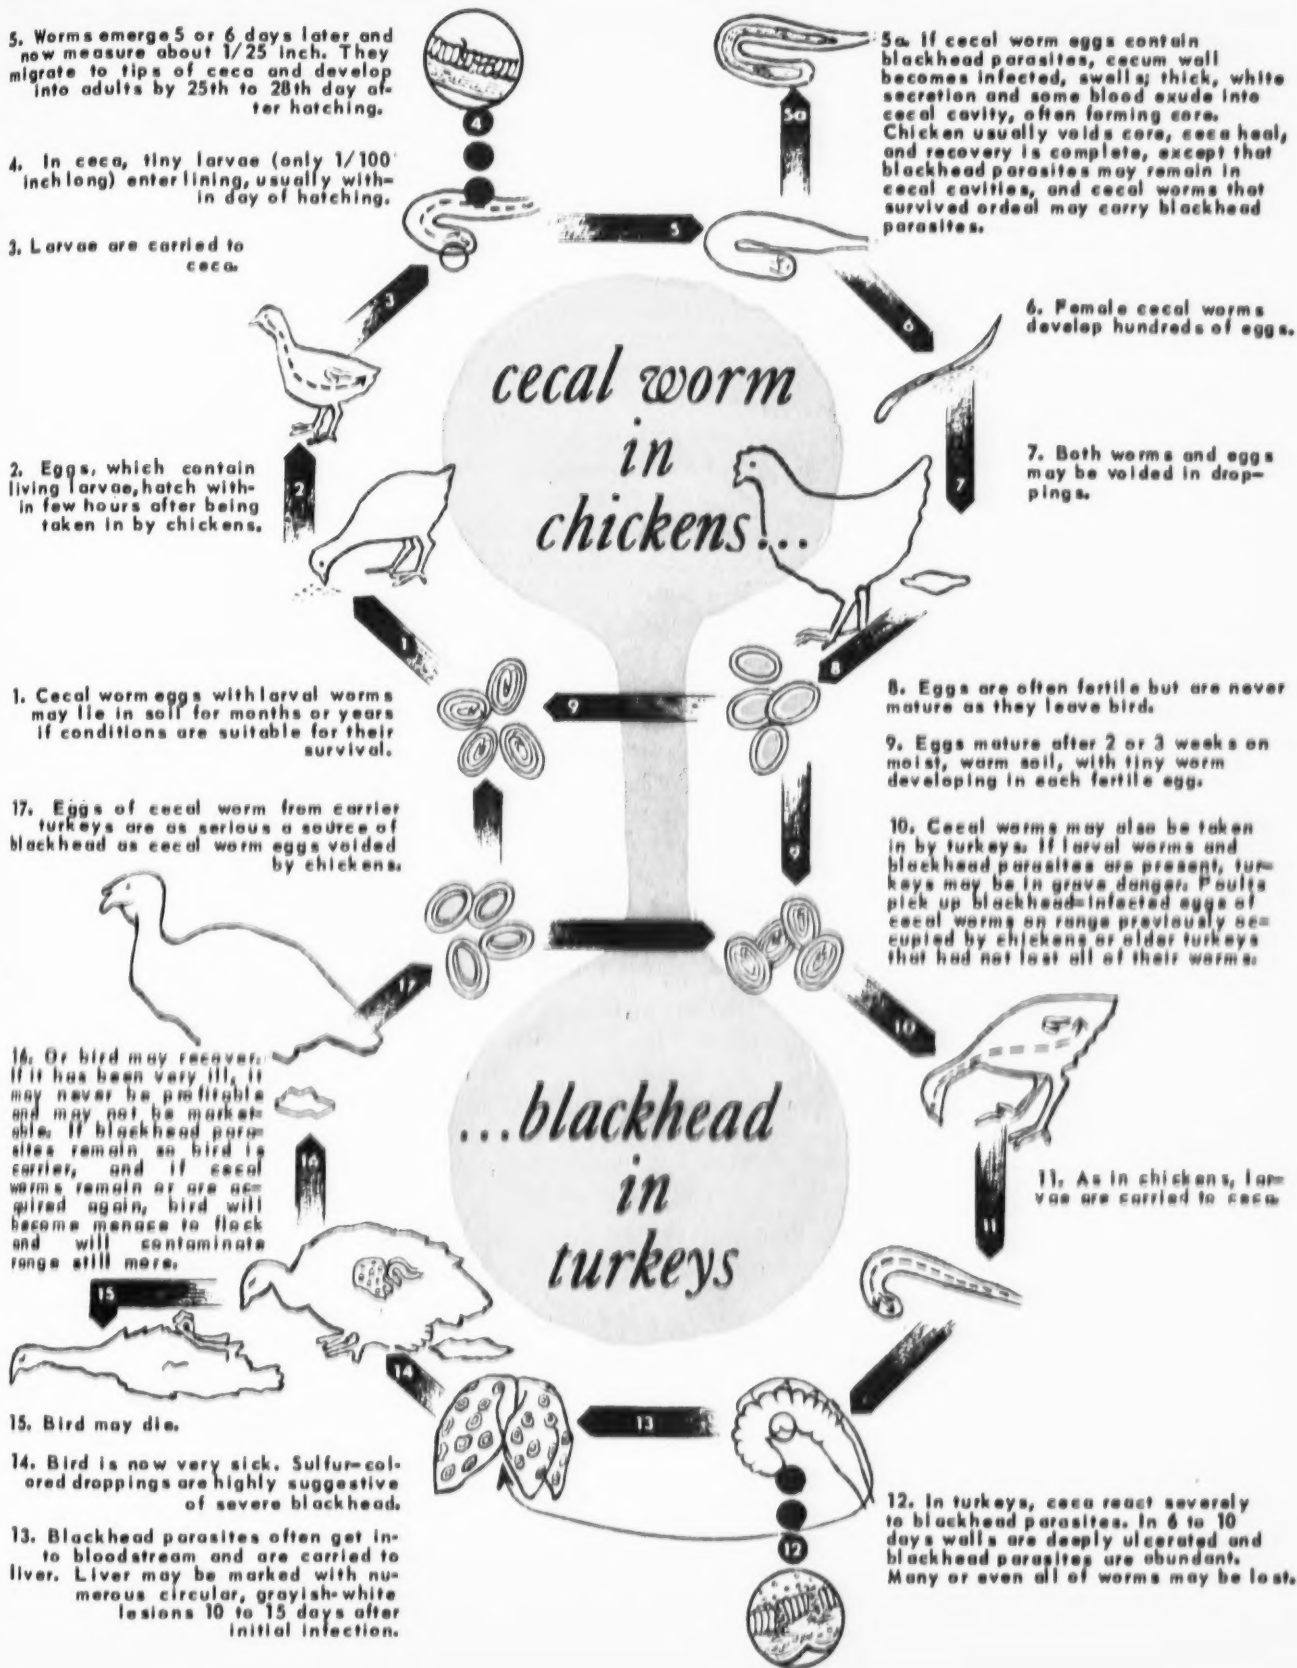 5. Worms emerge 5 or 6 days later and
now measure about 1/25 inch. They
migrate to tips of ceca and develop
into adults by 25th to 28th day af-
ter hatching.
4. In ceca, tiny larvae (only 1/100
inch long) enter lining, usually with-
in day of hatching.
3. Larvae are carried to
ceca.
2. Eggs, which contain
living larvae, hatch with-
in few hours after being
taken in by chickens.
1. Cecal worm eggs with larval worms
may lie in soil for months or years
if conditions are suitable for their
survival.
17. Eggs of cecal worm from carrier
turkeys are as serious a source of
blackhead as cecal worm eggs voided
by chickens.
16. Or bird may recover.
If it has been very ill, it
may never be profitable
and may not be market-
able. If blackhead para-
sites remain so bird is
carrier, and if cecal
worms remain or are ac-
quired again, bird will
become menace to flock
and will contaminate
range still more.
15. Bird may die.
14. Bird is now very sick. Sulfur-col-
ored droppings are highly suggestive
of severe blackhead.
13. Blackhead parasites often get in-
to bloodstream and are carried to
liver. Liver may be marked with nu-
merous circular, grayish-white
lesions 10 to 15 days after
initial infection.
cecal worm
in
chickens...
...blackhead
in
turkeys
5a. If cecal worm eggs contain
blackhead parasites, cecum wall
becomes infected, swells; thick, white
secretion and some blood exude into
cecal cavity, often forming core.
Chicken usually voids core, ceca heal,
and recovery is complete, except that
blackhead parasites may remain in
cecal cavities, and cecal worms that
survived ordeal may carry blackhead
parasites.
6. Female cecal worms
develop hundreds of eggs.
7. Both worms and eggs
may be voided in drop-
pings.
8. Eggs are often fertile but are never
mature as they leave bird.
9. Eggs mature after 2 or 3 weeks on
moist, warm soil, with tiny worm
developing in each fertile egg.
10. Cecal worms may also be taken
in by turkeys. If larval worms and
blackhead parasites are present, tur-
keys may be in grave danger. Poults
pick up blackhead-infected eggs of
cecal worms on range previously oc-
cupied by chickens or older turkeys
that had not lost all of their worms.
11. As in chickens, lar-
vae are carried to ceca.
12. In turkeys, ceca react severely
to blackhead parasites. In 6 to 10
days walls are deeply ulcerated and
blackhead parasites are abundant.
Many or even all of worms may be lost.
4
5
5a
3
6
2
7
1
8
9
9
17
10
16
11
15
14
13
12